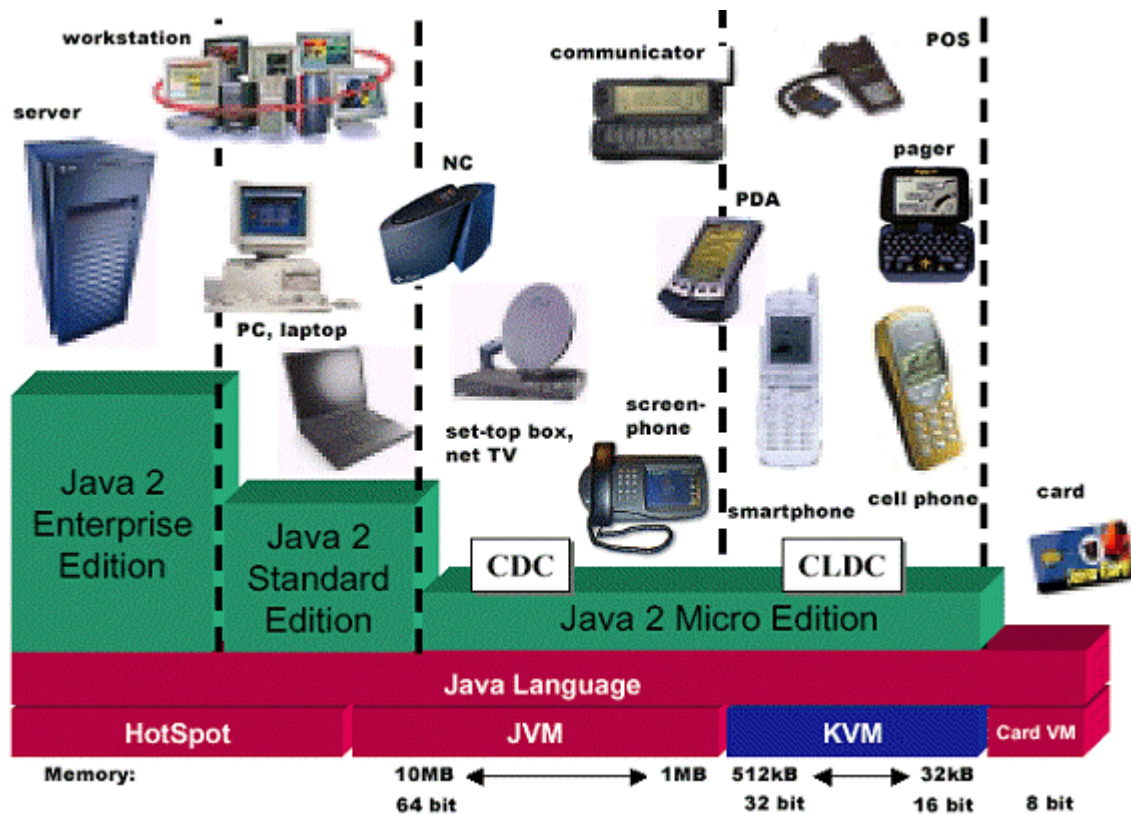 workstation
communicator
POS
server
NC
pager
PDA
PC, laptop
set-top box,
net TV
screen-
phone
smartphone
cell phone
card
Java 2
Enterprise
Edition
Java 2
Standard
Edition
CDC
CLDC
Java 2 Micro Edition
Java Language
HotSpot
JVM
KVM
Card VM
Memory:
10MB
1MB
512kB
32kB
64 bit
32 bit
16 bit
8 bit